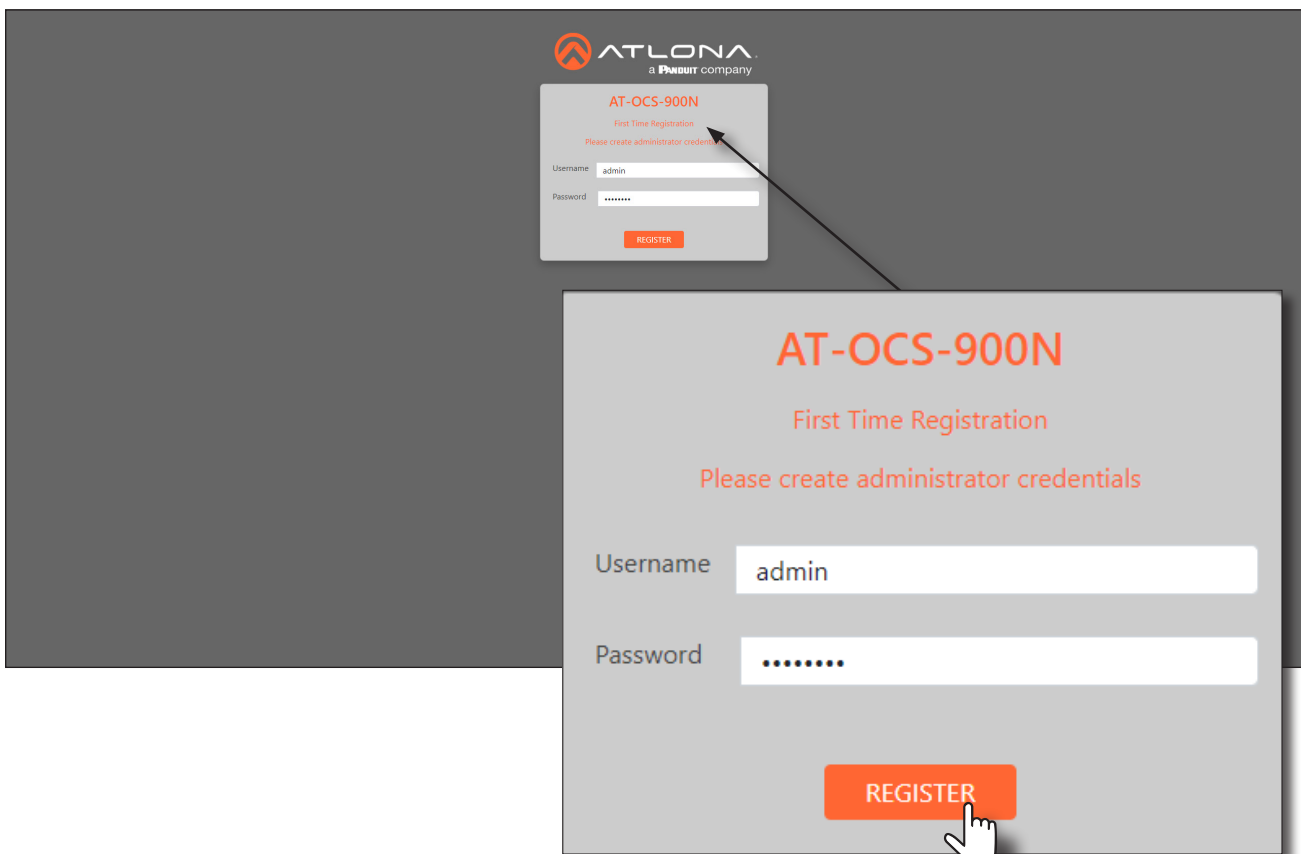 ATLONA
a PANDUIT company
AT-OCS-900N
First Time Registration
Please create administrator credentials
Username admin
Password ••••••••
REGISTER
AT-OCS-900N
First Time Registration
Please create administrator credentials
Username admin
Password ••••••••
REGISTER